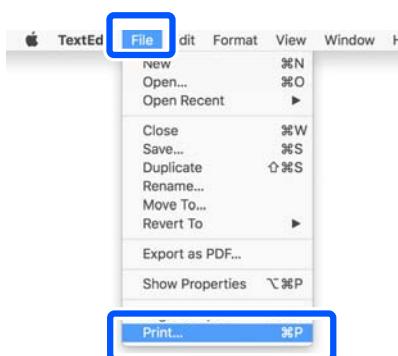 TextEd File dit Format View Window
New ⌘N
Open... ⌘O
Open Recent ▶
Close ⌘W
Save... ⌘S
Duplicate ⇧⌘S
Rename...
Move To...
Revert To ▶
Export as PDF...
Show Properties ⌥⌘P
Print... ⌘P